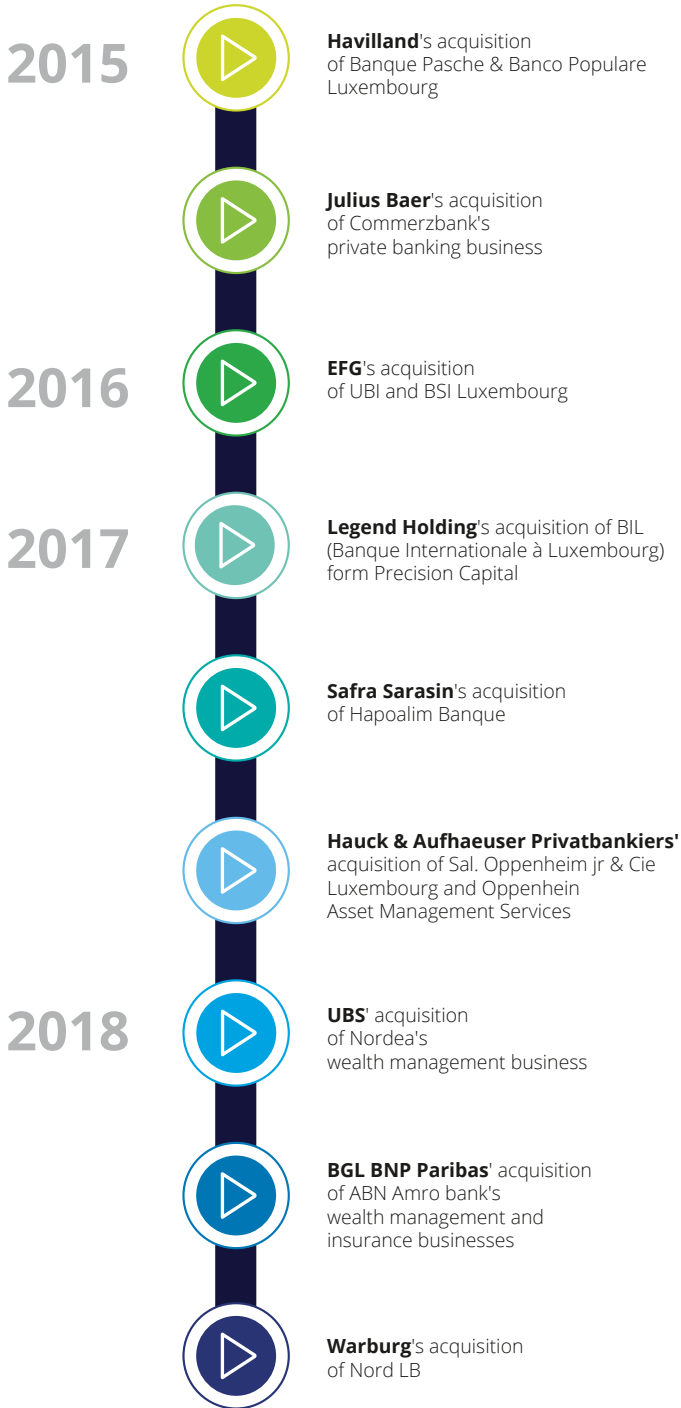 2015
Havilland's acquisition
of Banque Pasche & Banco Populare
Luxembourg
Julius Baer's acquisition
of Commerzbank's
private banking business
2016
EFG's acquisition
of UBI and BSI Luxembourg
2017
Legend Holding's acquisition of BIL
(Banque Internationale à Luxembourg)
form Precision Capital
Safra Sarasin's acquisition
of Hapoalim Banque
Hauck & Aufhaeuser Privatbankiers'
acquisition of Sal. Oppenheim jr & Cie
Luxembourg and Oppenhein
Asset Management Services
2018
UBS' acquisition
of Nordea's
wealth management business
BGL BNP Paribas' acquisition
of ABN Amro bank's
wealth management and
insurance businesses
Warburg's acquisition
of Nord LB